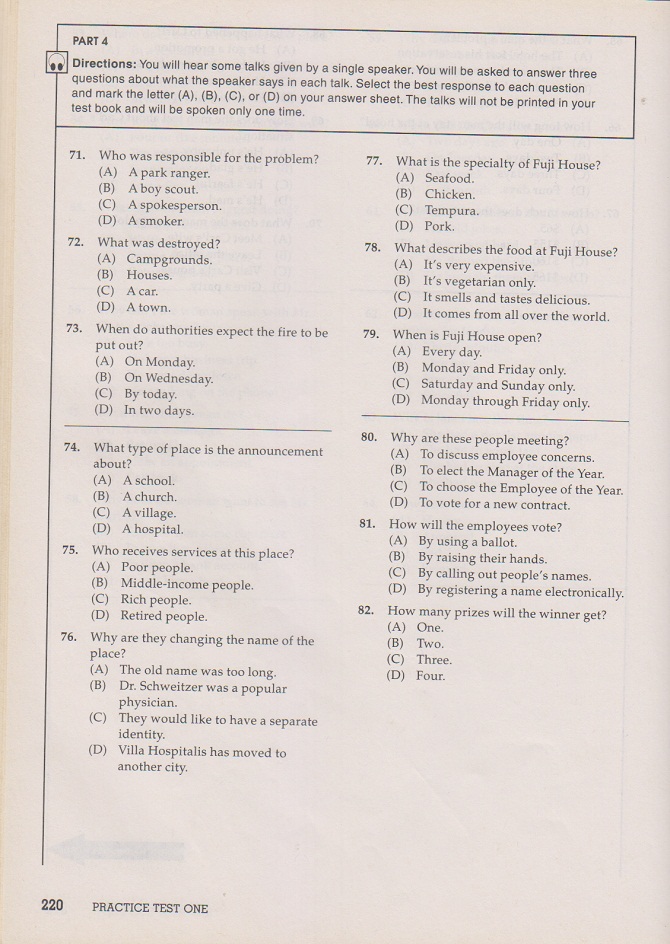 PART 4
Directions: You will hear some talks given by a single speaker. You will be asked to answer three
questions about what the speaker says in each talk. Select the best response to each question
and mark the letter (A), (B), (C), or (D) on your answer sheet. The talks will not be printed in your
test book and will be spoken only one time.
71. Who was responsible for the problem?
(A) A park ranger.
(B) A boy scout.
(C) A spokesperson.
(D) A smoker.
72. What was destroyed?
(A) Campgrounds.
(B) Houses.
(C) A car.
(D) A town.
73. When do authorities expect the fire to be
put out?
(A) On Monday.
(B) On Wednesday.
(C) By today.
(D) In two days.
74. What type of place is the announcement
about?
(A) A school.
(B) A church.
(C) A village.
(D) A hospital.
75. Who receives services at this place?
(A) Poor people.
(B) Middle-income people.
(C) Rich people.
(D) Retired people.
76. Why are they changing the name of the
place?
(A) The old name was too long.
(B) Dr. Schweitzer was a popular
physician.
(C) They would like to have a separate
identity.
(D) Villa Hospitalis has moved to
another city.
77. What is the specialty of Fuji House?
(A) Seafood.
(B) Chicken.
(C) Tempura.
(D) Pork.
78. What describes the food at Fuji House?
(A) It's very expensive.
(B) It's vegetarian only.
(C) It smells and tastes delicious.
(D) It comes from all over the world.
79. When is Fuji House open?
(A) Every day.
(B) Monday and Friday only.
(C) Saturday and Sunday only.
(D) Monday through Friday only.
80. Why are these people meeting?
(A) To discuss employee concerns.
(B) To elect the Manager of the Year.
(C) To choose the Employee of the Year.
(D) To vote for a new contract.
81. How will the employees vote?
(A) By using a ballot.
(B) By raising their hands.
(C) By calling out people's names.
(D) By registering a name electronically.
82. How many prizes will the winner get?
(A) One.
(B) Two.
(C) Three.
(D) Four.
220 PRACTICE TEST ONE